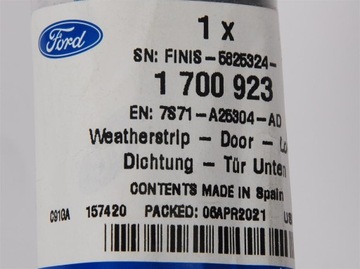 Ford
1 x
SN: FINIS-5825324-
1 700 923
EN: 7S71-A25304-AD
Weatherstrip - Door - Lo
Dichtung - Tür Unten
CONTENTS MADE IN Spain
C91GA 157420 PACKED: 06APR2021